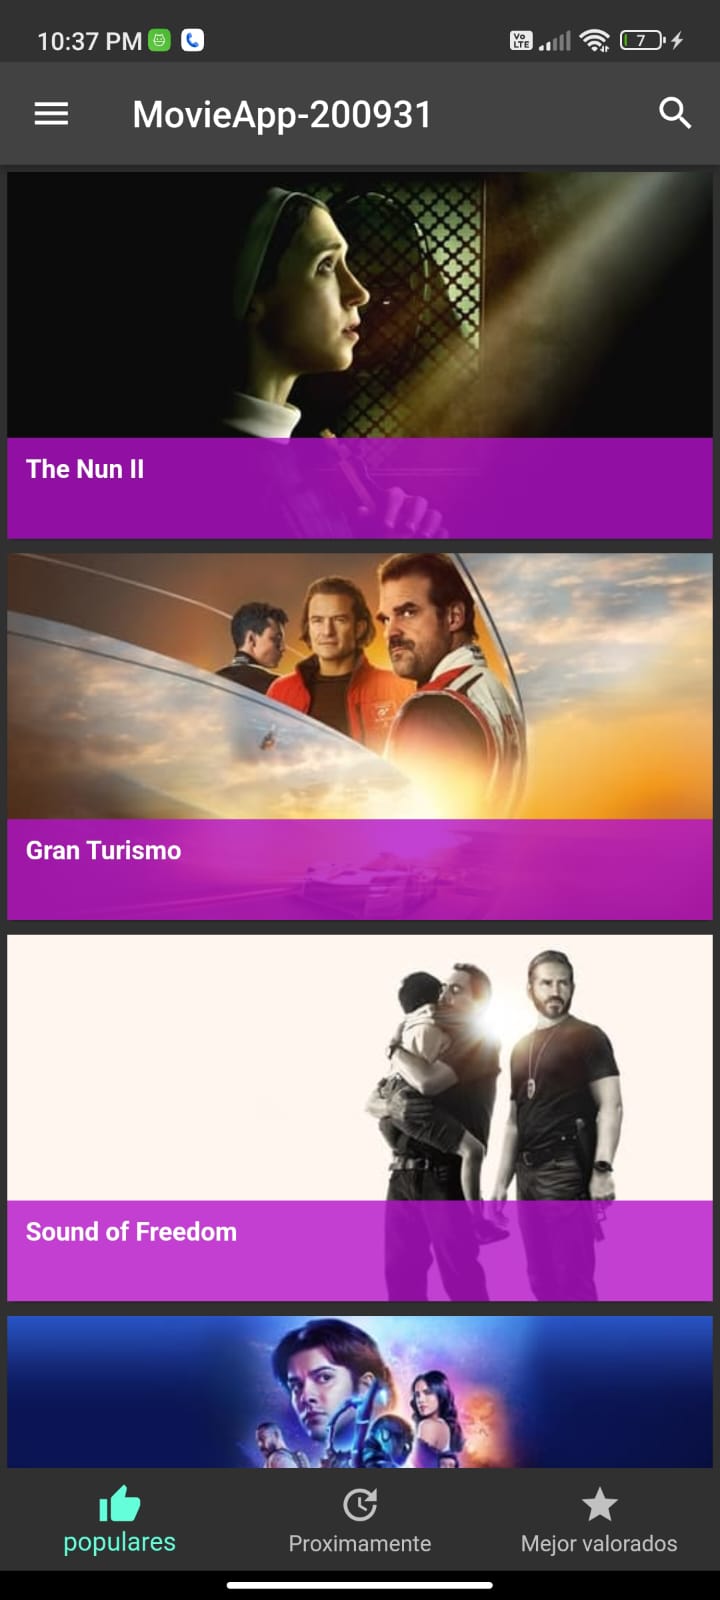 10:37 PM
Vo LTE
7
MovieApp-200931
The Nun II
Gran Turismo
Sound of Freedom
populares
Proximamente
Mejor valorados